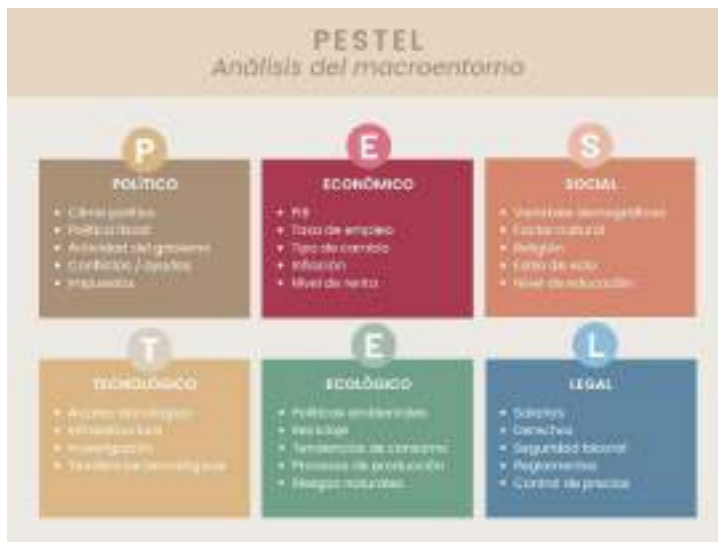 PESTEL
Análisis del macroentorno
P
POLÍTICO
• Clima político
• Política fiscal
• Actividad del gobierno
• Conflictos / ayudas
• Impuestos
E
ECONÓMICO
• PIB
• Tasa de empleo
• Tipo de cambio
• Inflación
• Nivel de renta
S
SOCIAL
• Variables demográficas
• Factor cultural
• Religión
• Estilo de vida
• Nivel de educación
T
TECNOLÓGICO
• Acceso tecnológico
• Infraestructura
• Investigación
• Tendencias tecnológicas
E
ECOLÓGICO
• Políticas ambientales
• Reciclaje
• Tendencias de consumo
• Procesos de producción
• Riesgos naturales
L
LEGAL
• Salarios
• Derechos
• Seguridad laboral
• Reglamentos
• Control de precios